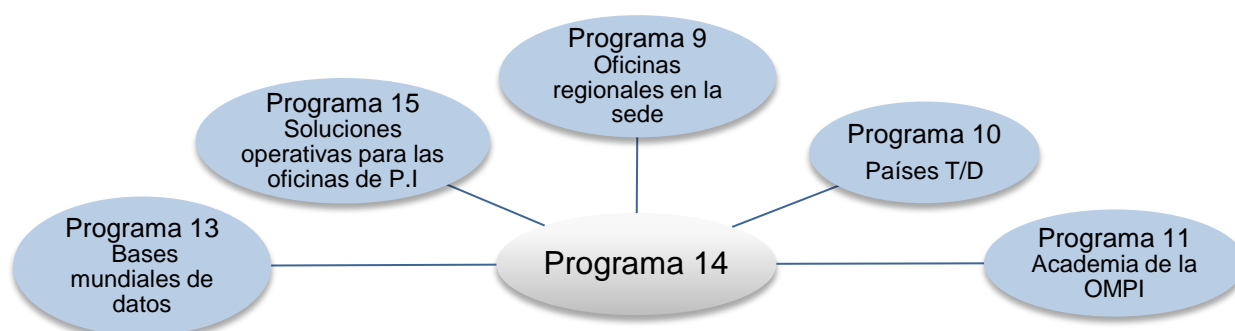 Programa 13
Bases
mundiales de
datos
Programa 15
Soluciones
operativas para las
oficinas de P.I
Programa 9
Oficinas
regionales en la
sede
Programa 10
Países T/D
Programa 11
Academia de la
OMPI
Programa 14